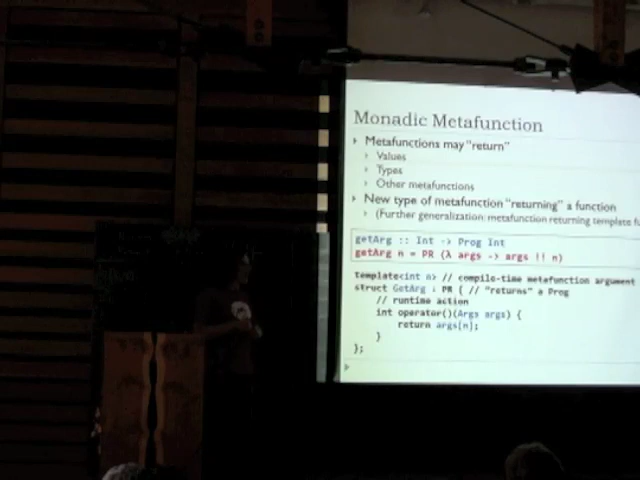 Monadic Metafunction
Metafunctions may "return"
Values
Types
Other metafunctions
New type of metafunction "returning" a function
(Further generalization: metafunction returning template
getArg :: Int -> Prog Int
getArg n = PR (λ args -> args !! n)
template<int n> // compile-time metafunction argument
struct GetArg : PR { // "returns" a Prog
// runtime action
int operator()(Args args) {
return args[n];
}
};